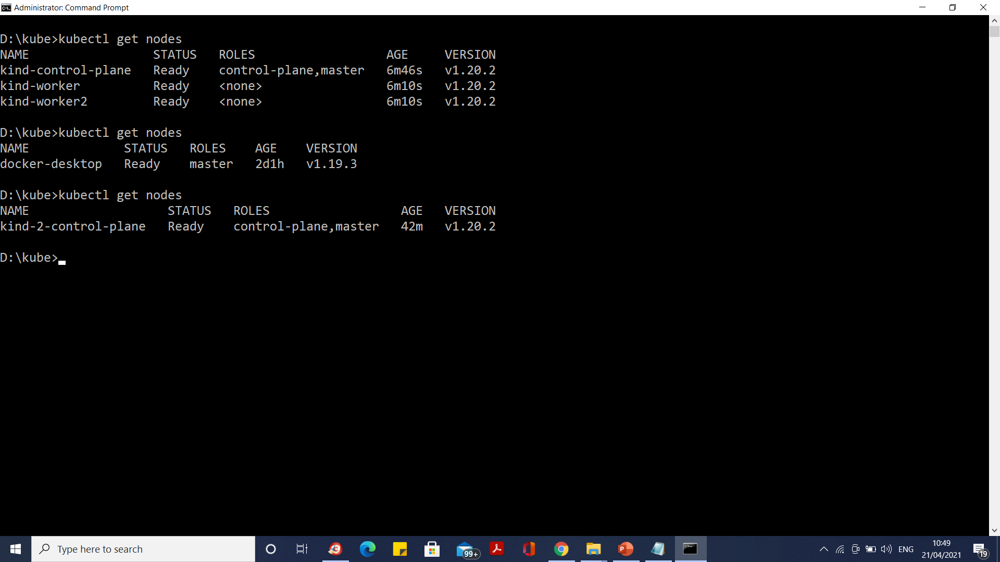 Administrator: Command Prompt
D:\kube>kubectl get nodes
NAME STATUS ROLES AGE VERSION
kind-control-plane Ready control-plane,master 6m46s v1.20.2
kind-worker Ready <none> 6m10s v1.20.2
kind-worker2 Ready <none> 6m10s v1.20.2
D:\kube>kubectl get nodes
NAME STATUS ROLES AGE VERSION
docker-desktop Ready master 2d1h v1.19.3
D:\kube>kubectl get nodes
NAME STATUS ROLES AGE VERSION
kind-2-control-plane Ready control-plane,master 42m v1.20.2
D:\kube>
Type here to search
99+
ENG
10:49
21/04/2021
19